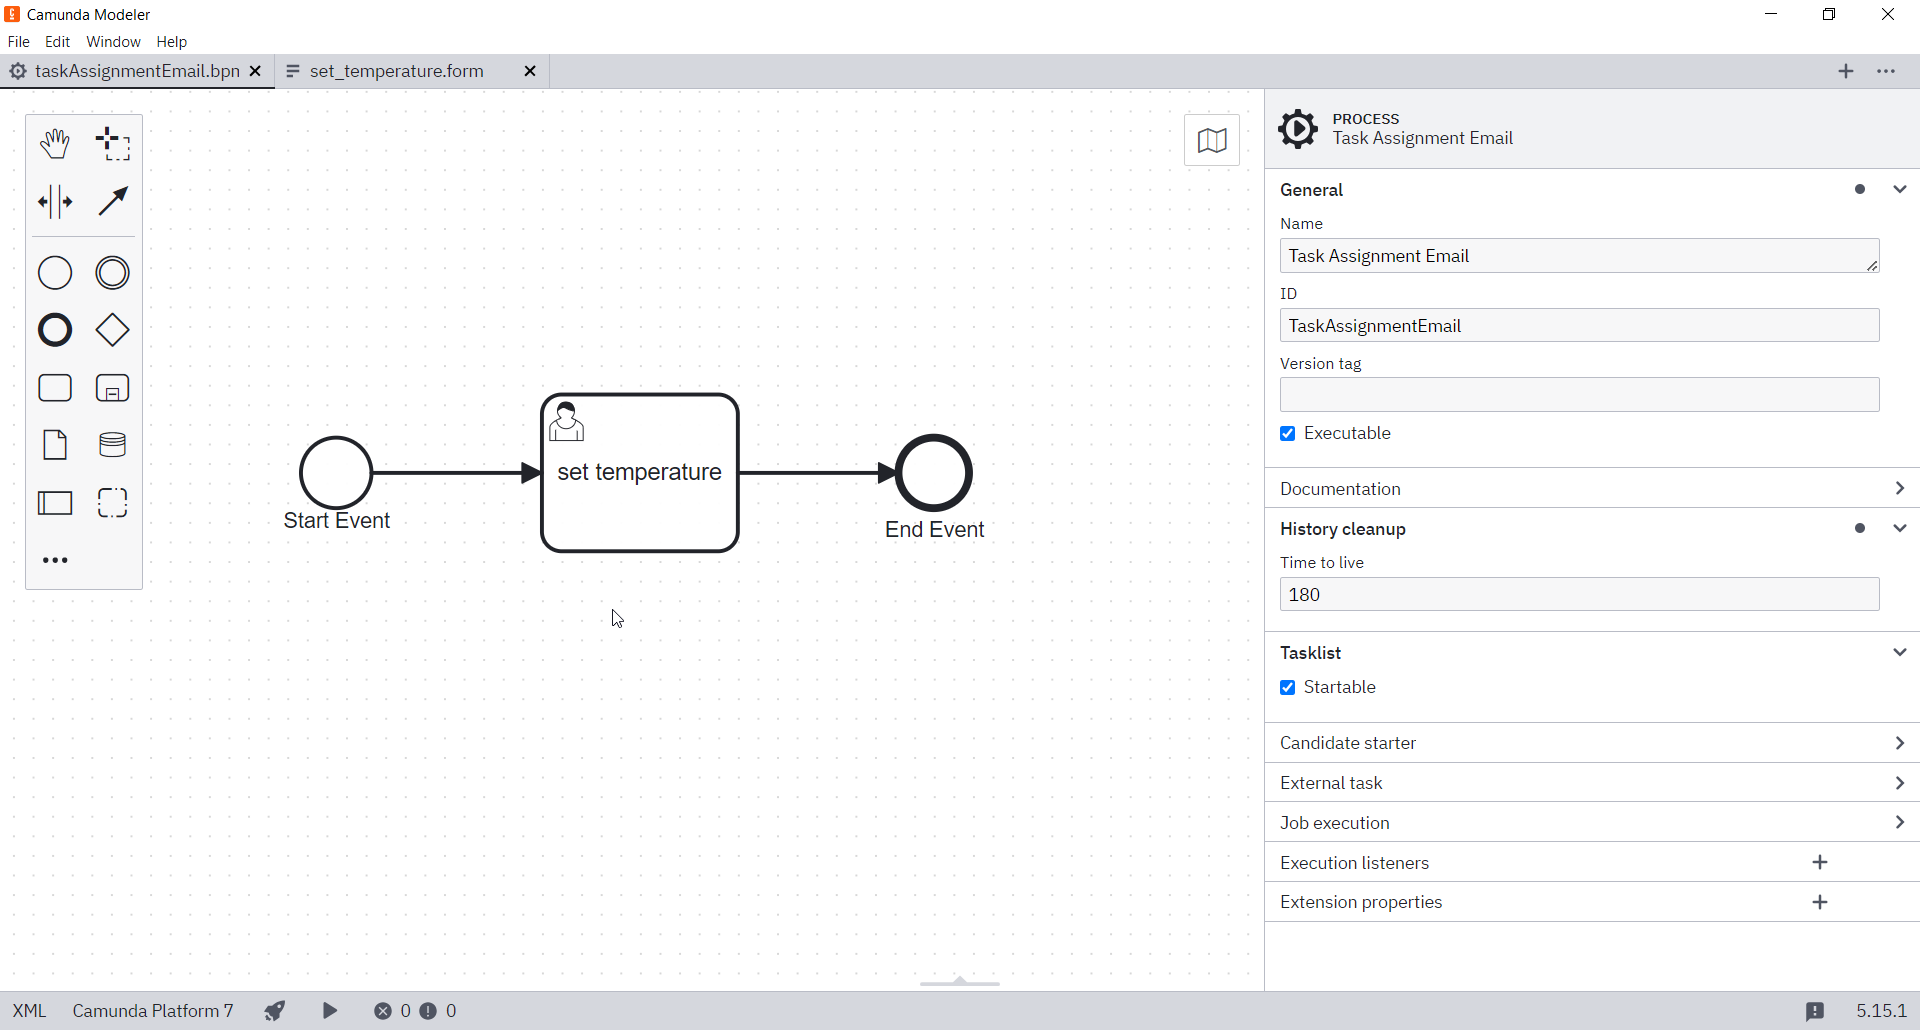 Camunda Modeler
File Edit Window Help
taskAssignmentEmail.bpn
set_temperature.form
set temperature
Start Event
End Event
PROCESS
Task Assignment Email
General
Name
Task Assignment Email
ID
TaskAssignmentEmail
Version tag
Executable
Documentation
History cleanup
Time to live
180
Tasklist
Startable
Candidate starter
External task
Job execution
Execution listeners
Extension properties
XML Camunda Platform 7 0 0 5.15.1